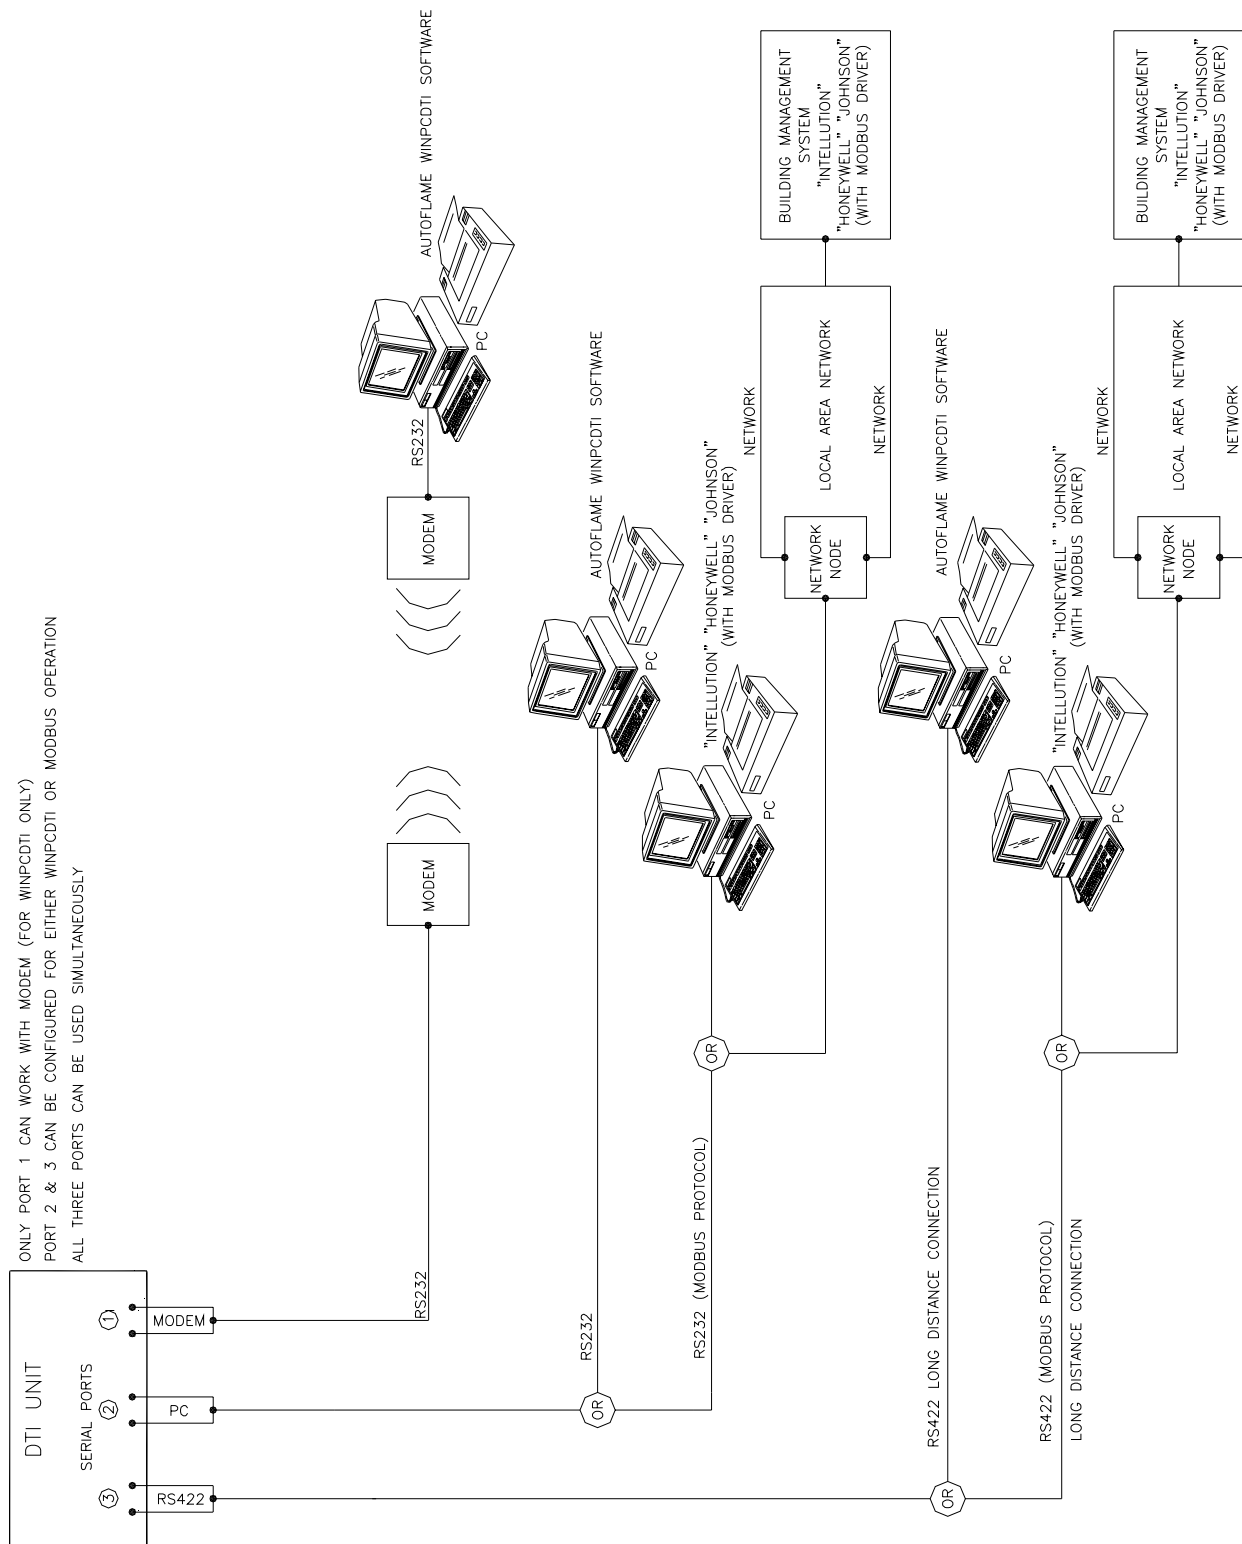 ONLY PORT 1 CAN WORK WITH MODEM (FOR WINPCDTI ONLY)
PORT 2 & 3 CAN BE CONFIGURED FOR EITHER WINPCDTI OR MODBUS OPERATION
ALL THREE PORTS CAN BE USED SIMULTANEOUSLY
DTI UNIT
SERIAL PORTS
3
2
1
RS422
PC
MODEM
RS232
MODEM
MODEM
RS232
PC
AUTOFLAME WINPCDTI SOFTWARE
OR
RS232
PC
AUTOFLAME WINPCDTI SOFTWARE
RS232 (MODBUS PROTOCOL)
OR
PC
"INTELLUTION" "HONEYWELL" "JOHNSON"
(WITH MODBUS DRIVER)
NETWORK
NODE
NETWORK
LOCAL AREA NETWORK
NETWORK
BUILDING MANAGEMENT
SYSTEM
"INTELLUTION"
"HONEYWELL" "JOHNSON"
(WITH MODBUS DRIVER)
OR
RS422 LONG DISTANCE CONNECTION
PC
AUTOFLAME WINPCDTI SOFTWARE
RS422 (MODBUS PROTOCOL)
LONG DISTANCE CONNECTION
OR
PC
"INTELLUTION" "HONEYWELL" "JOHNSON"
(WITH MODBUS DRIVER)
NETWORK
NODE
NETWORK
LOCAL AREA NETWORK
NETWORK
BUILDING MANAGEMENT
SYSTEM
"INTELLUTION"
"HONEYWELL" "JOHNSON"
(WITH MODBUS DRIVER)